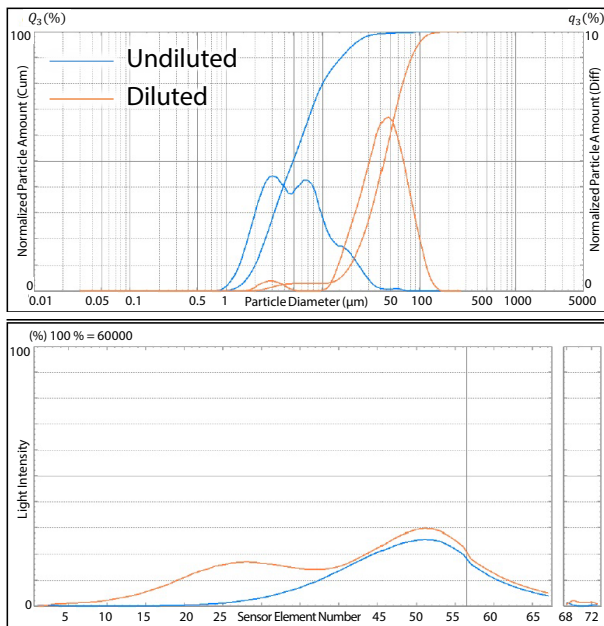 Q3(%)
q3(%)
100
10
Undiluted
Diluted
Normalized Particle Amount (Cum)
Normalized Particle Amount (Diff)
0
0
0.01 0.05 0.1 0.5 1 Particle Diameter (μm) 50 100 500 1000 5000
(%) 100 % = 60000
100
Light Intensity
0
5 10 15 20 25 Sensor Element Number 45 50 55 60 65 68 72